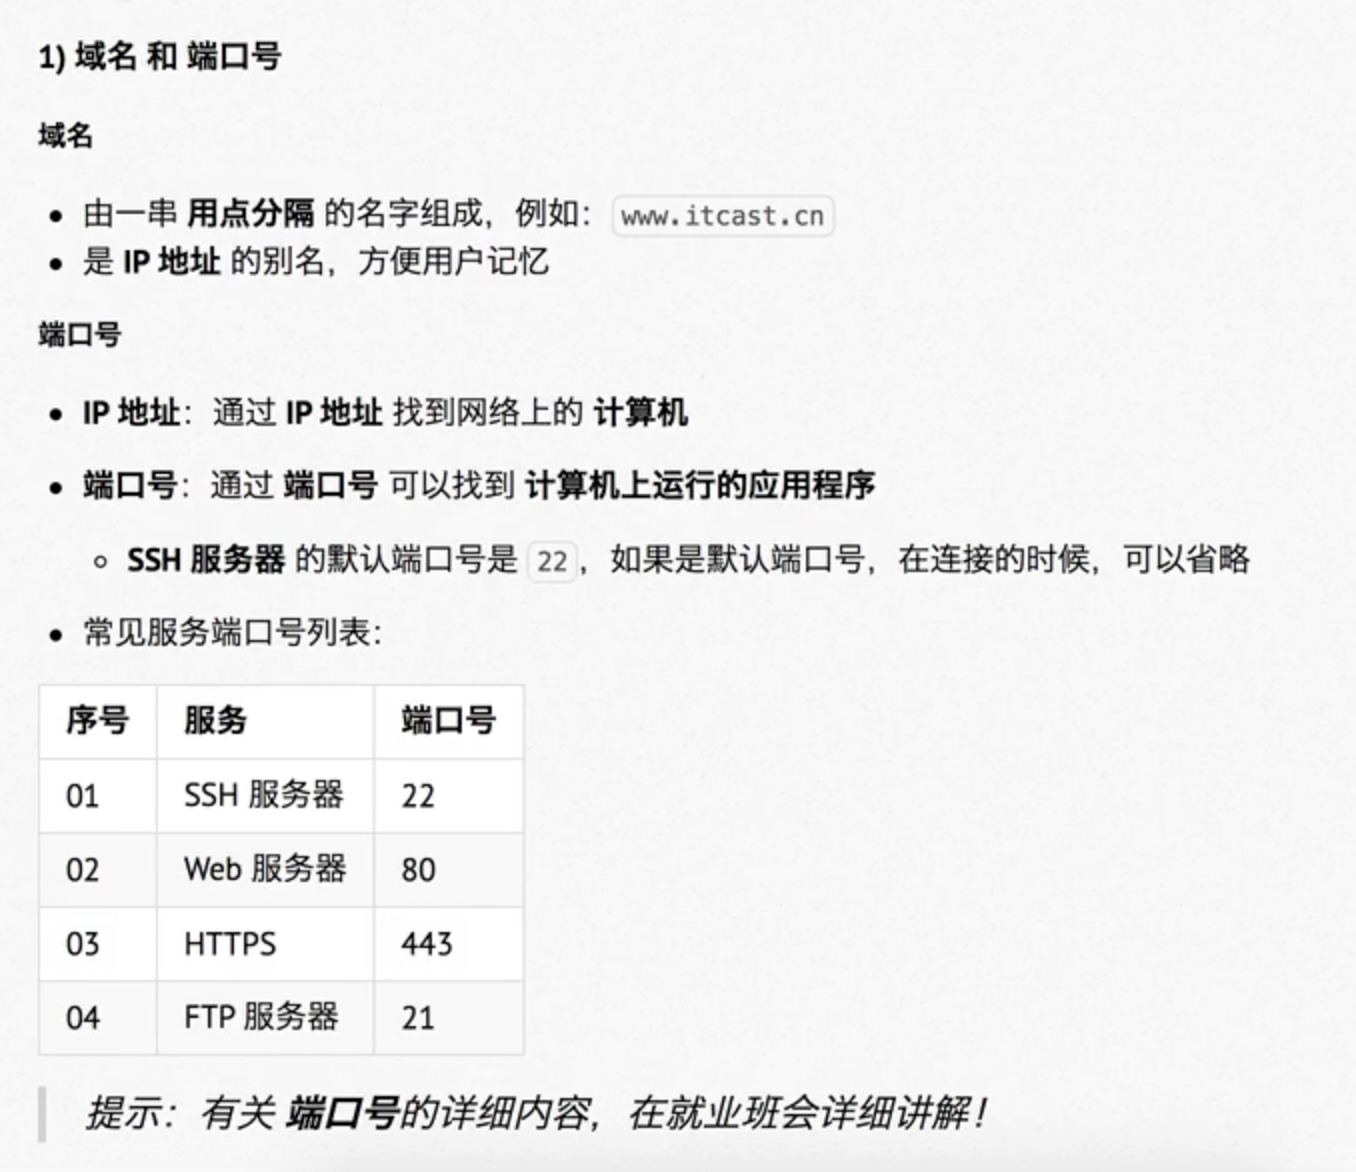 1) 域名 和 端口号
域名
• 由一串 用点分隔 的名字组成，例如： www.itcast.cn
• 是 IP 地址 的别名，方便用户记忆
端口号
• IP 地址：通过 IP 地址 找到网络上的 计算机
• 端口号：通过 端口号 可以找到 计算机上运行的应用程序
◦ SSH 服务器 的默认端口号是 22，如果是默认端口号，在连接的时候，可以省略
• 常见服务端口号列表：
序号 服务 端口号
01 SSH 服务器 22
02 Web 服务器 80
03 HTTPS 443
04 FTP 服务器 21
提示：有关 端口号的详细内容，在就业班会详细讲解！